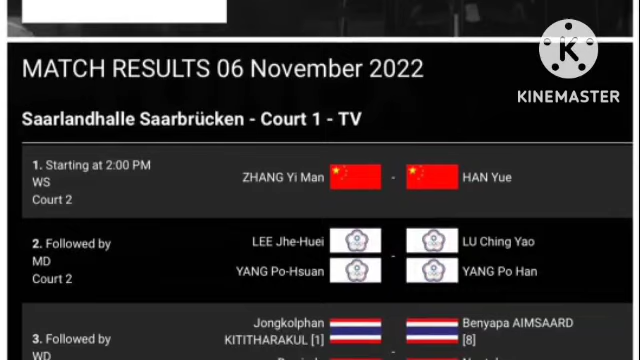 K
KINEMASTER
MATCH RESULTS 06 November 2022
Saarlandhalle Saarbrücken - Court 1 - TV
1. Starting at 2:00 PM
WS
Court 2
ZHANG Yi Man - HAN Yue
2. Followed by
MD
Court 2
LEE Jhe-Huei LU Ching Yao
-
YANG Po-Hsuan YANG Po Han
3. Followed by
WD
Jongkolphan Benyapa AIMSAARD
KITITHARAKUL [1] [8]
-